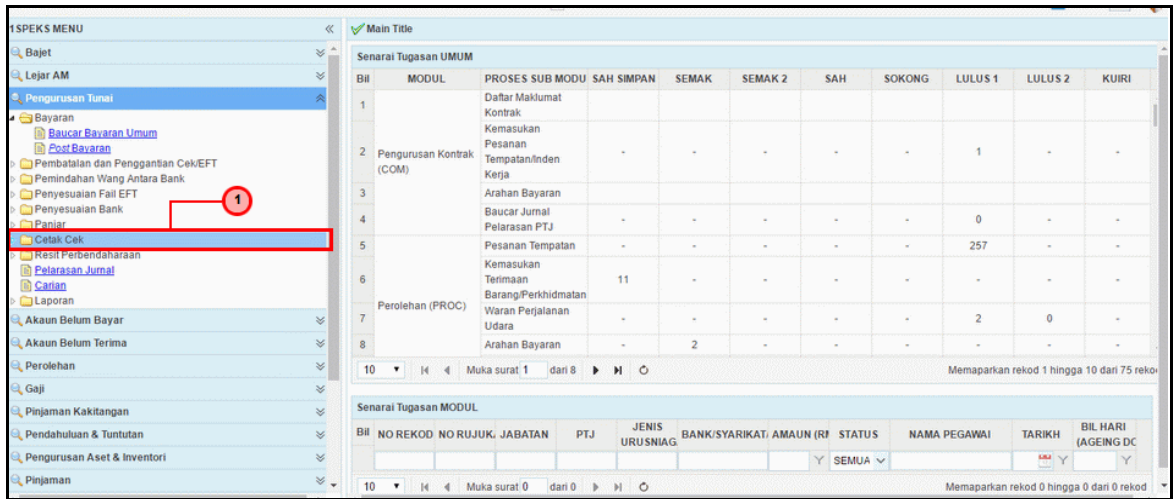 1SPEKS MENU
Bajet
Lejar AM
Pengurusan Tunai
Bayaran
Baucar Bayaran Umum
Post Bayaran
Pembatalan dan Penggantian Cek/EFT
Pemindahan Wang Antara Bank
Penyesuaian Fail EFT
Penyesuaian Bank
Panjar
Cetak Cek
Resit Perbendaharaan
Pelarasan Jurnal
Carian
Laporan
Akaun Belum Bayar
Akaun Belum Terima
Perolehan
Gaji
Pinjaman Kakitangan
Pendahuluan & Tuntutan
Pengurusan Aset & Inventori
Pinjaman
1
Main Title
Senarai Tugasan UMUM
Bil MODUL PROSES SUB MODU SAH SIMPAN SEMAK SEMAK 2 SAH SOKONG LULUS 1 LULUS 2 KUIRI
1 Daftar Maklumat
Kontrak
Kemasukan
Pesanan
2 Pengurusan Kontrak Tempatan/Inden - - - - - 1 - -
(COM) Kerja
3 Arahan Bayaran
4 Baucar Jurnal - - - - - 0 - -
Pelarasan PTJ
5 Pesanan Tempatan - - - - - 257 - -
Kemasukan
6 Terimaan 11 - - - - - - -
Barang/Perkhidmatan
Perolehan (PROC)
7 Waran Perjalanan - - - - - 2 0 -
Udara
8 Arahan Bayaran - 2 - - - - - -
10 Muka surat 1 dari 8 Memaparkan rekod 1 hingga 10 dari 75 reko
Senarai Tugasan MODUL
Bil NO REKOD NO RUJUK. JABATAN PTJ JENIS URUSNIAG. BANK/SYARIKAT. AMAUN (RM STATUS NAMA PEGAWAI TARIKH BIL HARI (AGEING DC
SEMUA
10 Muka surat 0 dari 0 Memaparkan rekod 0 hingga 0 dari 0 rekod